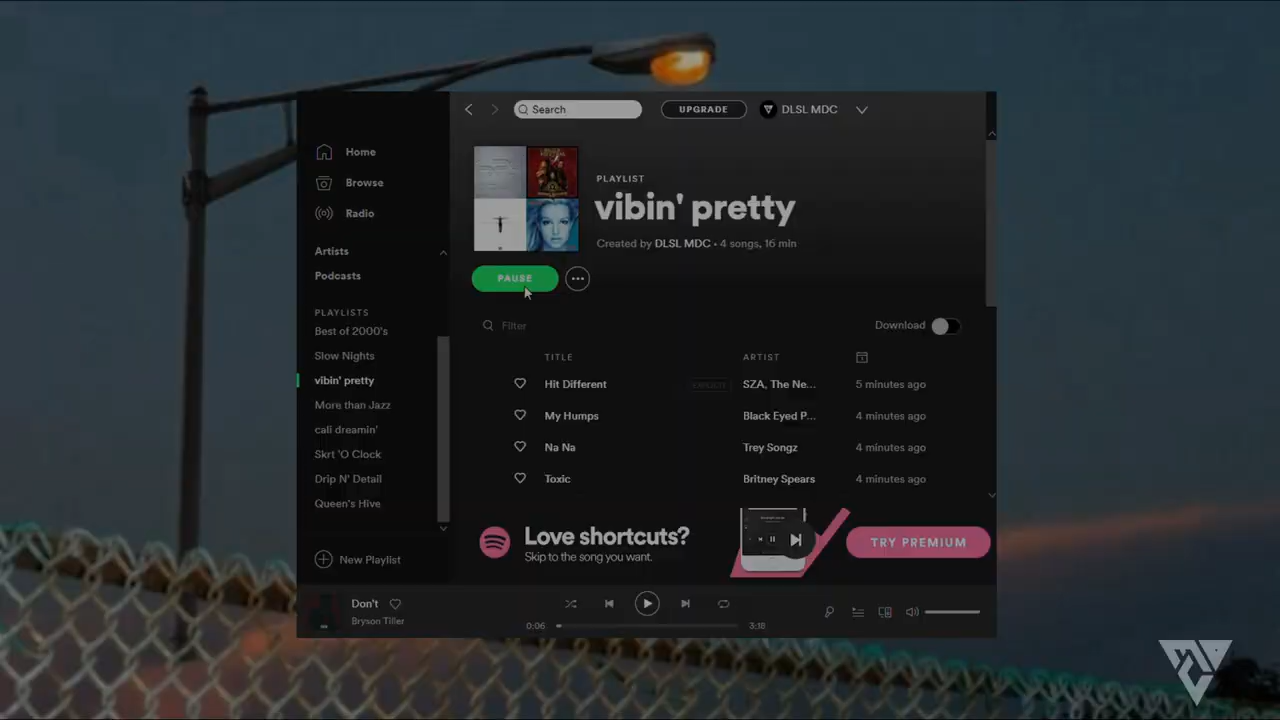 Search
UPGRADE
DLSL MDC
Home
Browse
Radio
Artists
Podcasts
PLAYLISTS
Best of 2000's
Slow Nights
vibin' pretty
More than Jazz
cali dreamin'
Skrt 'O Clock
Drip N' Detail
Queen's Hive
New Playlist
PLAYLIST
vibin' pretty
Created by DLSL MDC • 4 songs, 16 min
PAUSE
Filter
Download
TITLE ARTIST
Hit Different EXPLICIT SZA, The Ne... 5 minutes ago
My Humps Black Eyed P... 4 minutes ago
Na Na Trey Songz 4 minutes ago
Toxic Britney Spears 4 minutes ago
Love shortcuts?
Skip to the song you want.
TRY PREMIUM
Don't
Bryson Tiller
0:06
3:18